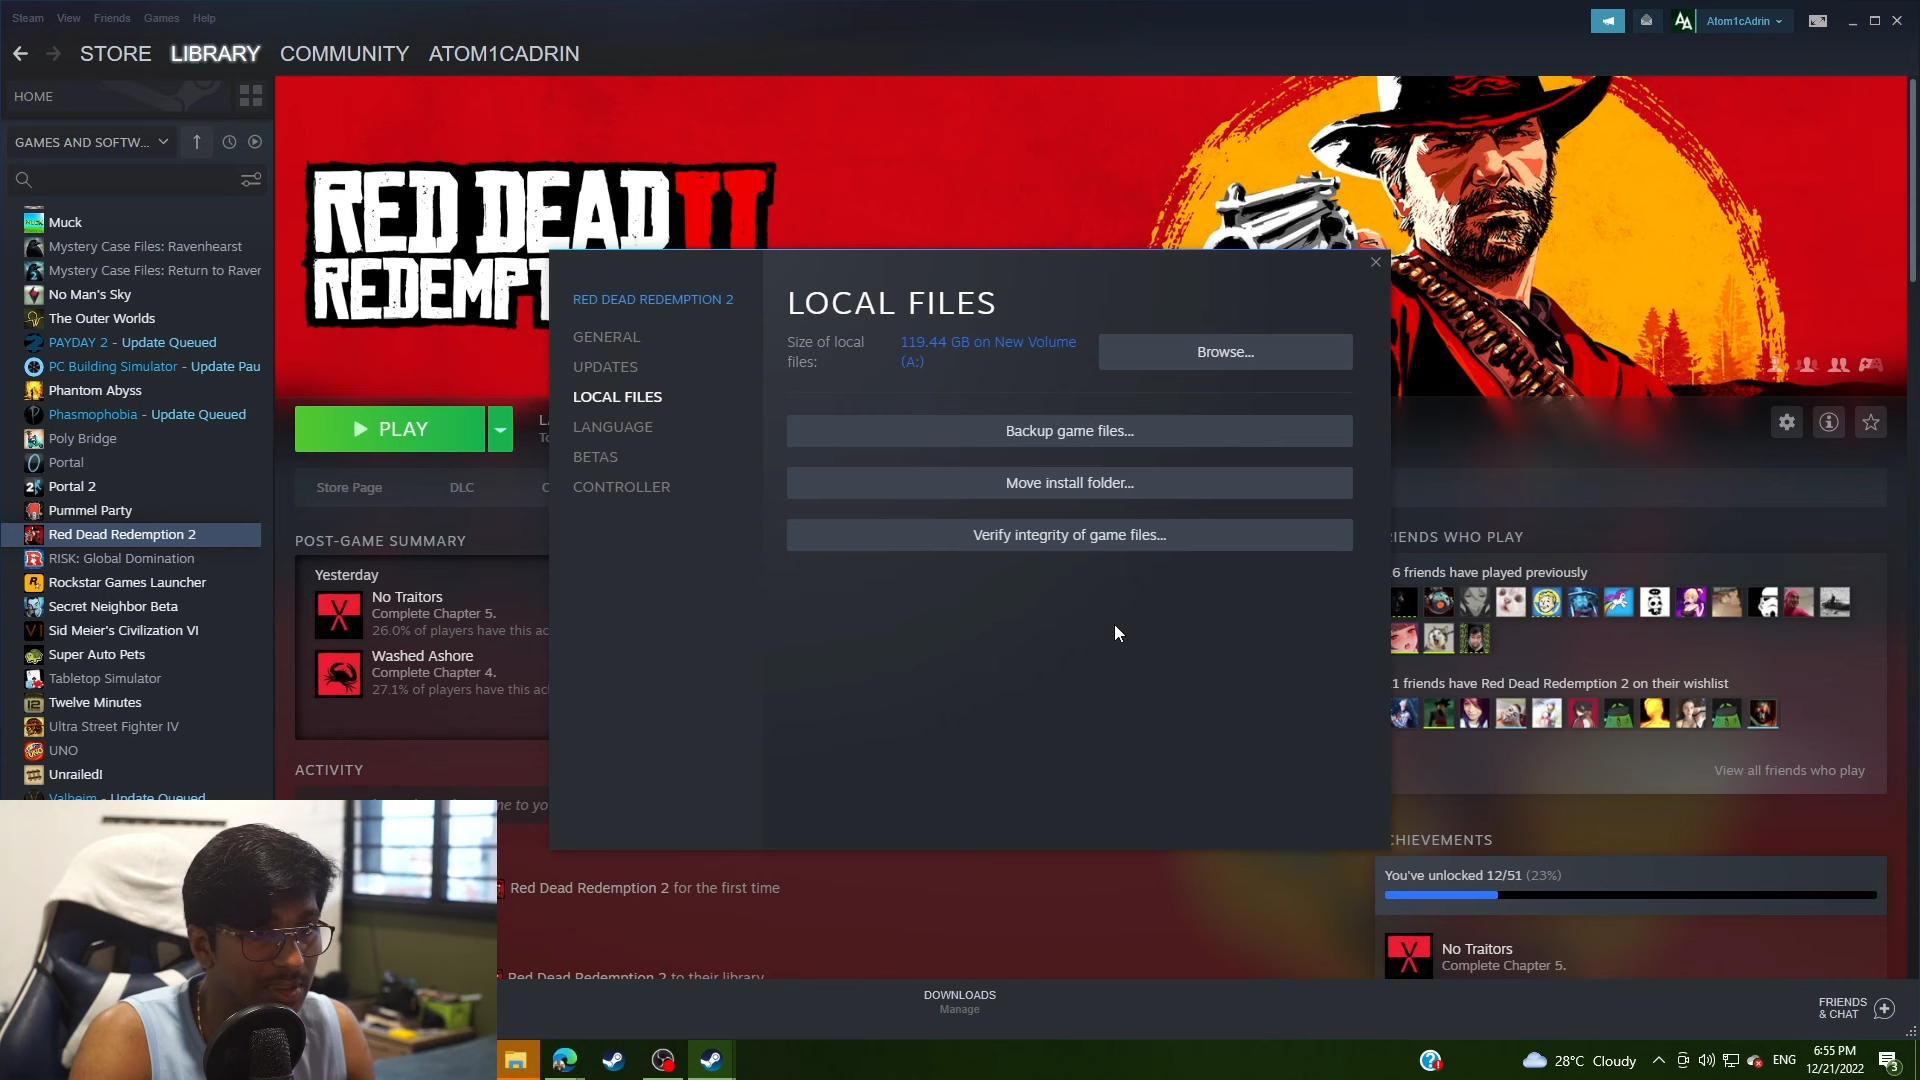 Steam View Friends Games Help
Atom1cAdrin
STORE LIBRARY COMMUNITY ATOM1CADRIN
HOME
GAMES AND SOFTW...
Muck
Mystery Case Files: Ravenhearst
Mystery Case Files: Return to Raver
No Man's Sky
The Outer Worlds
PAYDAY 2 - Update Queued
PC Building Simulator - Update Pau
Phantom Abyss
Phasmophobia - Update Queued
Poly Bridge
Portal
Portal 2
Pummel Party
Red Dead Redemption 2
RISK: Global Domination
Rockstar Games Launcher
Secret Neighbor Beta
Sid Meier's Civilization VI
Super Auto Pets
Tabletop Simulator
Twelve Minutes
Ultra Street Fighter IV
UNO
Unrailed!
Valheim - Update Queued
RED DEAD II
REDEMPT
PLAY
Store Page DLC
POST-GAME SUMMARY
Yesterday
No Traitors
Complete Chapter 5.
26.0% of players have this ac
Washed Ashore
Complete Chapter 4.
27.1% of players have this ac
ACTIVITY
me to yo
RED DEAD REDEMPTION 2
GENERAL
UPDATES
LOCAL FILES
LANGUAGE
BETAS
CONTROLLER
LOCAL FILES
Size of local
files:
119.44 GB on New Volume
(A:)
Browse...
Backup game files...
Move install folder...
Verify integrity of game files...
Red Dead Redemption 2 for the first time
Red Dead Redemption 2 to their library
RIENDS WHO PLAY
6 friends have played previously
1 friends have Red Dead Redemption 2 on their wishlist
View all friends who play
CHIEVEMENTS
You've unlocked 12/51 (23%)
No Traitors
Complete Chapter 5.
DOWNLOADS
Manage
FRIENDS
& CHAT
28°C Cloudy
ENG
6:55 PM
12/21/2022
3